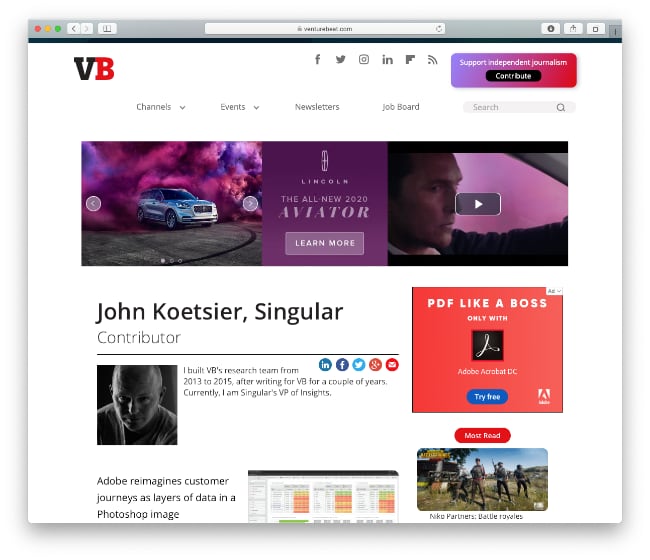 venturebeat.com
VB
Support independent journalism
Contribute
Channels
Events
Newsletters
Job Board
Search
LINCOLN
THE ALL-NEW 2020
AVIATOR
LEARN MORE
John Koetsier, Singular
Contributor
I built VB's research team from
2013 to 2015, after writing for VB for a couple of years.
Currently, I am Singular's VP of Insights.
Ad
PDF LIKE A BOSS
ONLY WITH
Adobe Acrobat DC
Try free
Adobe
Most Read
Niko Partners: Battle royales
Adobe reimagines customer
journeys as layers of data in a
Photoshop image